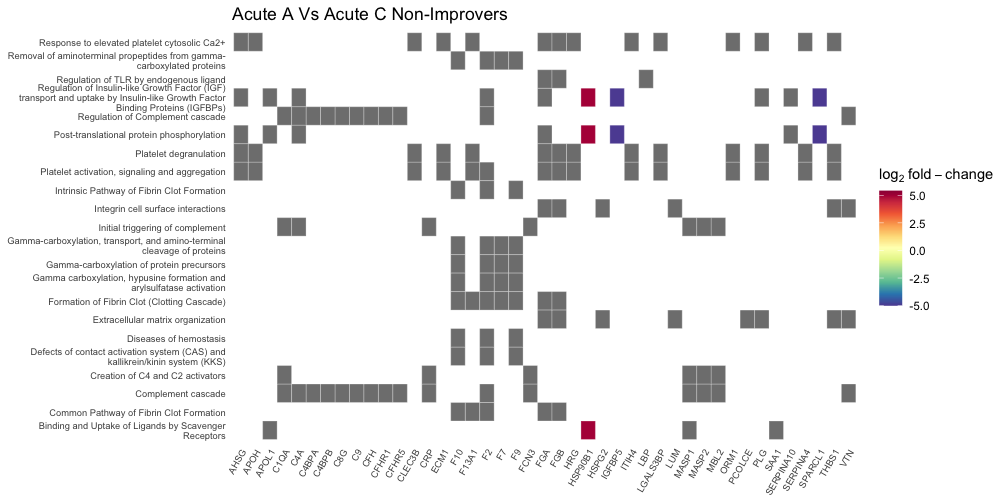 Acute A Vs Acute C Non-Improvers
Response to elevated platelet cytosolic Ca2+
Removal of aminoterminal propeptides from gamma-
carboxylated proteins
Regulation of TLR by endogenous ligand
Regulation of Insulin-like Growth Factor (IGF)
transport and uptake by Insulin-like Growth Factor
Binding Proteins (IGFBPs)
Regulation of Complement cascade
Post-translational protein phosphorylation
Platelet degranulation
Platelet activation, signaling and aggregation
Intrinsic Pathway of Fibrin Clot Formation
Integrin cell surface interactions
Initial triggering of complement
Gamma-carboxylation, transport, and amino-terminal
cleavage of proteins
Gamma-carboxylation of protein precursors
Gamma carboxylation, hypusine formation and
arylsulfatase activation
Formation of Fibrin Clot (Clotting Cascade)
Extracellular matrix organization
Diseases of hemostasis
Defects of contact activation system (CAS) and
kallikrein/kinin system (KKS)
Creation of C4 and C2 activators
Complement cascade
Common Pathway of Fibrin Clot Formation
Binding and Uptake of Ligands by Scavenger
Receptors
AHSG
APOH
APOL1
C1QA
C4A
C4BPA
C4BPB
C8G
C9
CFH
CFHR1
CFHR5
CLEC3B
CRP
ECM1
F10
F13A1
F2
F7
F9
FCN3
FGA
FGB
HRG
HSP90B1
HSPG2
IGFBP5
ITIH4
LBP
LGALS3BP
LUM
MASP1
MASP2
MBL2
ORM1
PCOLCE
PLG
SAA1
SERPINA10
SERPINA4
SPARCL1
THBS1
VTN
log2 fold − change
5.0
2.5
0.0
-2.5
-5.0